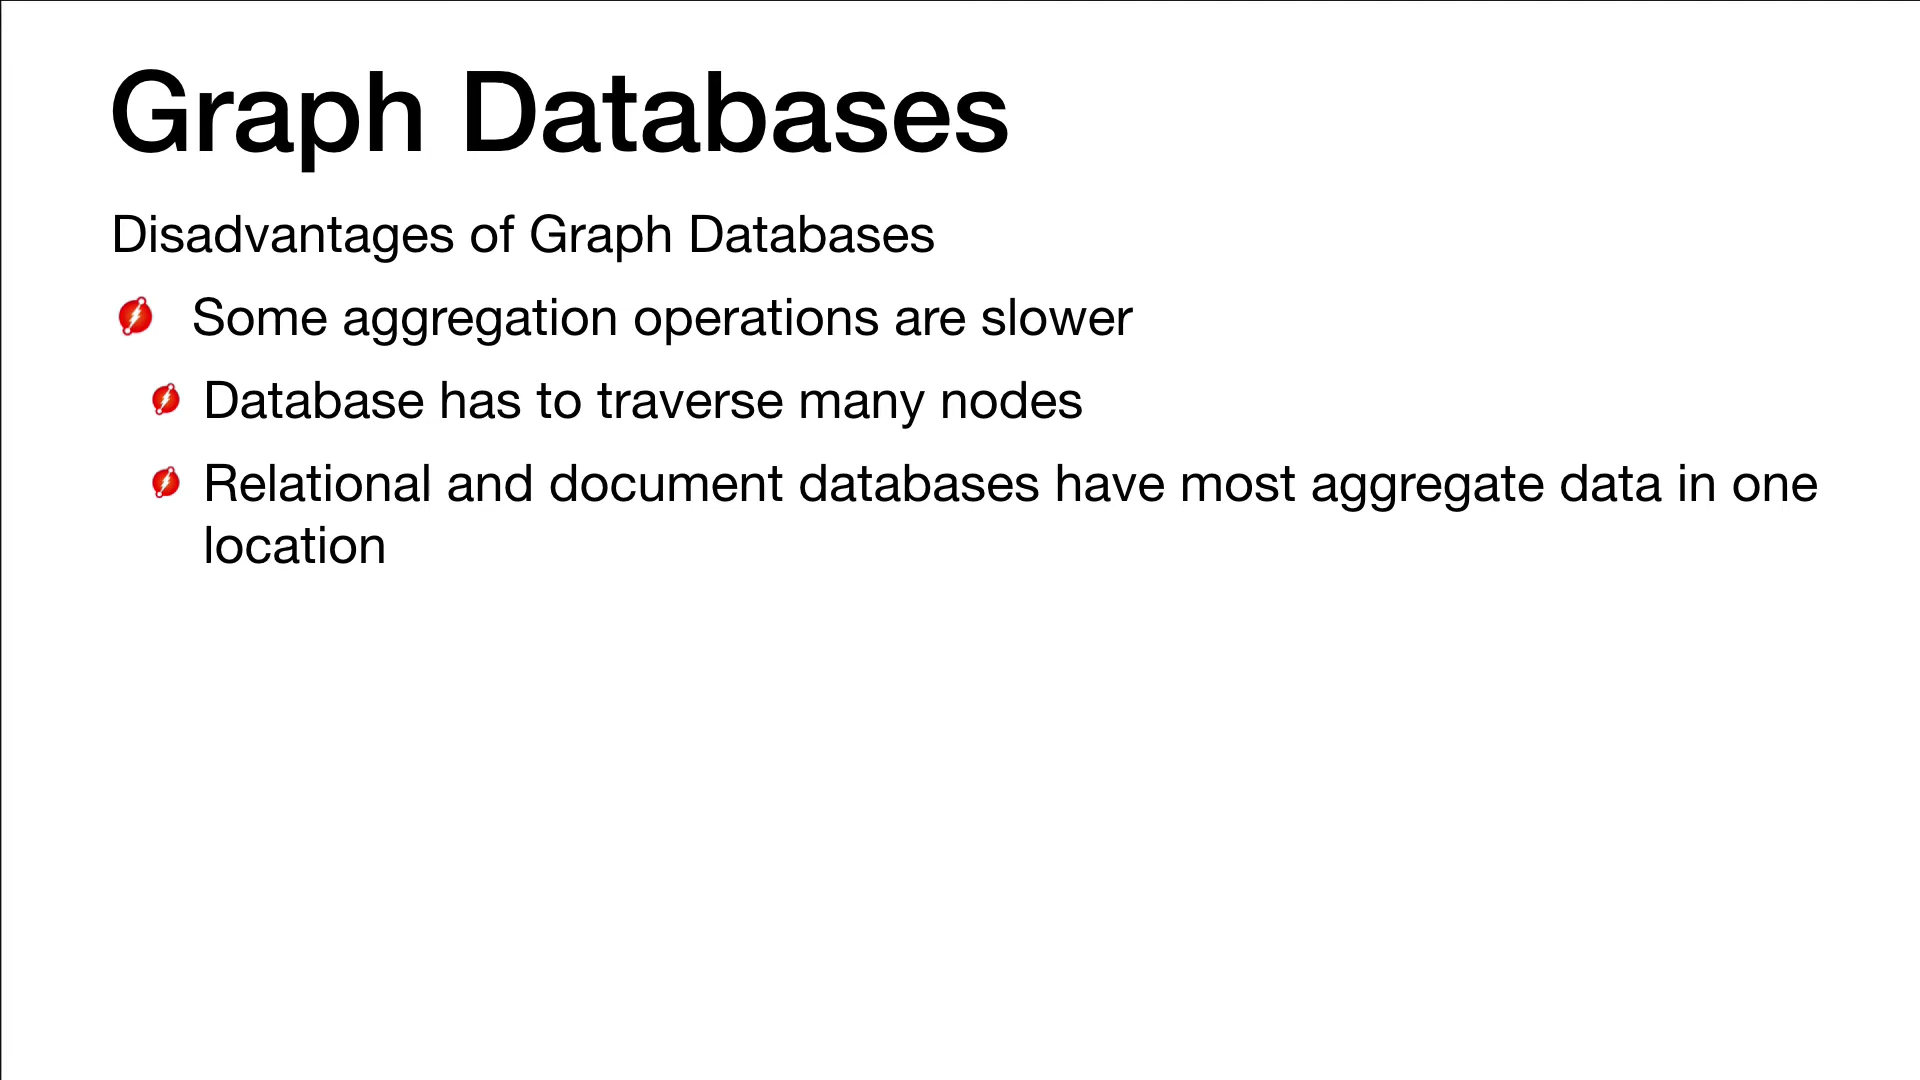 Graph Databases
Disadvantages of Graph Databases
Some aggregation operations are slower
Database has to traverse many nodes
Relational and document databases have most aggregate data in one
location